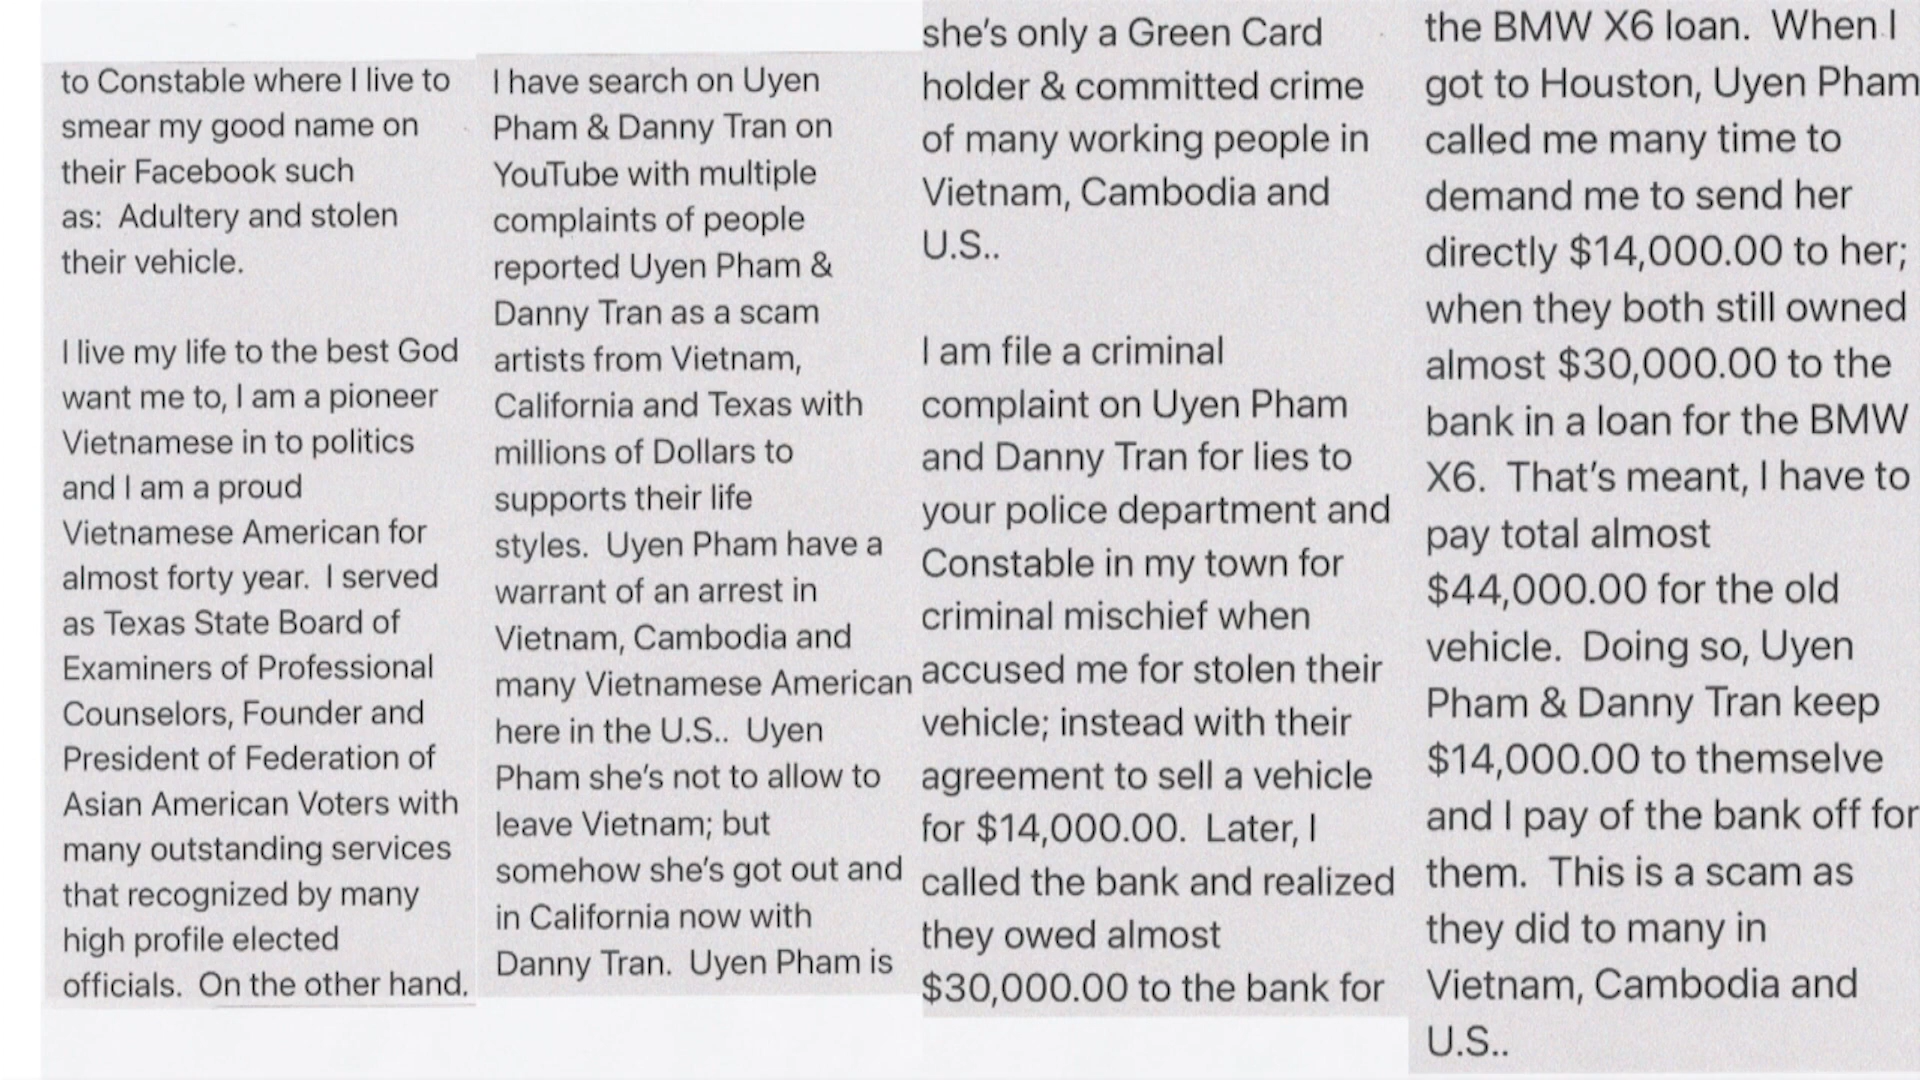 to Constable where I live to
smear my good name on
their Facebook such
as:  Adultery and stolen
their vehicle.
I live my life to the best God
want me to, I am a pioneer
Vietnamese in to politics
and I am a proud
Vietnamese American for
almost forty year.  I served
as Texas State Board of
Examiners of Professional
Counselors, Founder and
President of Federation of
Asian American Voters with
many outstanding services
that recognized by many
high profile elected
officials.  On the other hand,
I have search on Uyen
Pham & Danny Tran on
YouTube with multiple
complaints of people
reported Uyen Pham &
Danny Tran as a scam
artists from Vietnam,
California and Texas with
millions of Dollars to
supports their life
styles.  Uyen Pham have a
warrant of an arrest in
Vietnam, Cambodia and
many Vietnamese American
here in the U.S..  Uyen
Pham she's not to allow to
leave Vietnam; but
somehow she's got out and
in California now with
Danny Tran.  Uyen Pham is
she's only a Green Card
holder & committed crime
of many working people in
Vietnam, Cambodia and
U.S..
I am file a criminal
complaint on Uyen Pham
and Danny Tran for lies to
your police department and
Constable in my town for
criminal mischief when
accused me for stolen their
vehicle; instead with their
agreement to sell a vehicle
for $14,000.00.  Later, I
called the bank and realized
they owed almost
$30,000.00 to the bank for
the BMW X6 loan.  When I
got to Houston, Uyen Pham
called me many time to
demand me to send her
directly $14,000.00 to her;
when they both still owned
almost $30,000.00 to the
bank in a loan for the BMW
X6.  That's meant, I have to
pay total almost
$44,000.00 for the old
vehicle.  Doing so, Uyen
Pham & Danny Tran keep
$14,000.00 to themselve
and I pay of the bank off for
them.  This is a scam as
they did to many in
Vietnam, Cambodia and
U.S..